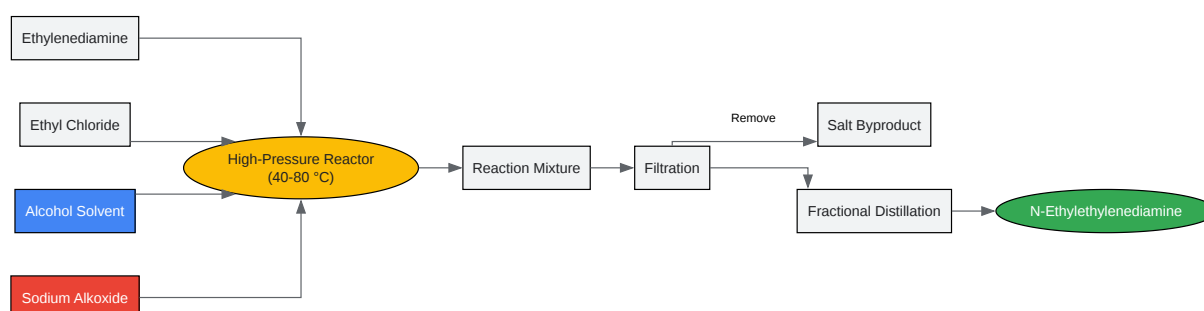 Ethylenediamine
Ethyl Chloride
Alcohol Solvent
Sodium Alkoxide
High-Pressure Reactor
(40-80 °C)
Reaction Mixture
Filtration
Remove
Salt Byproduct
Fractional Distillation
N-Ethylethylenediamine